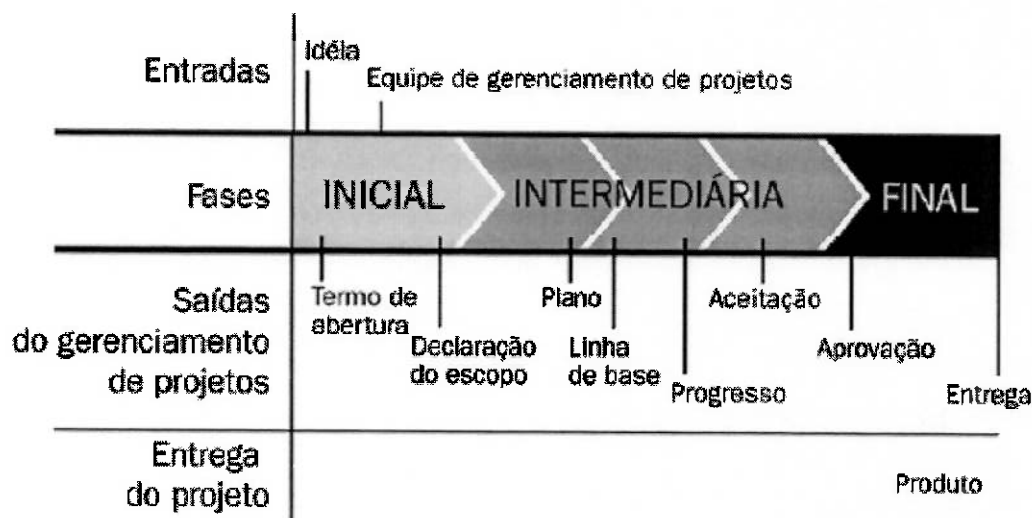 Idéia
Entradas
Equipe de gerenciamento de projetos
Fases
INICIAL
INTERMEDIÁRIA
FINAL
Saídas
do gerenciamento
de projetos
Termo de
abertura
Declaração
do escopo
Plano
Linha
de base
Progresso
Aceitação
Aprovação
Entrega
Entrega
do projeto
Produto